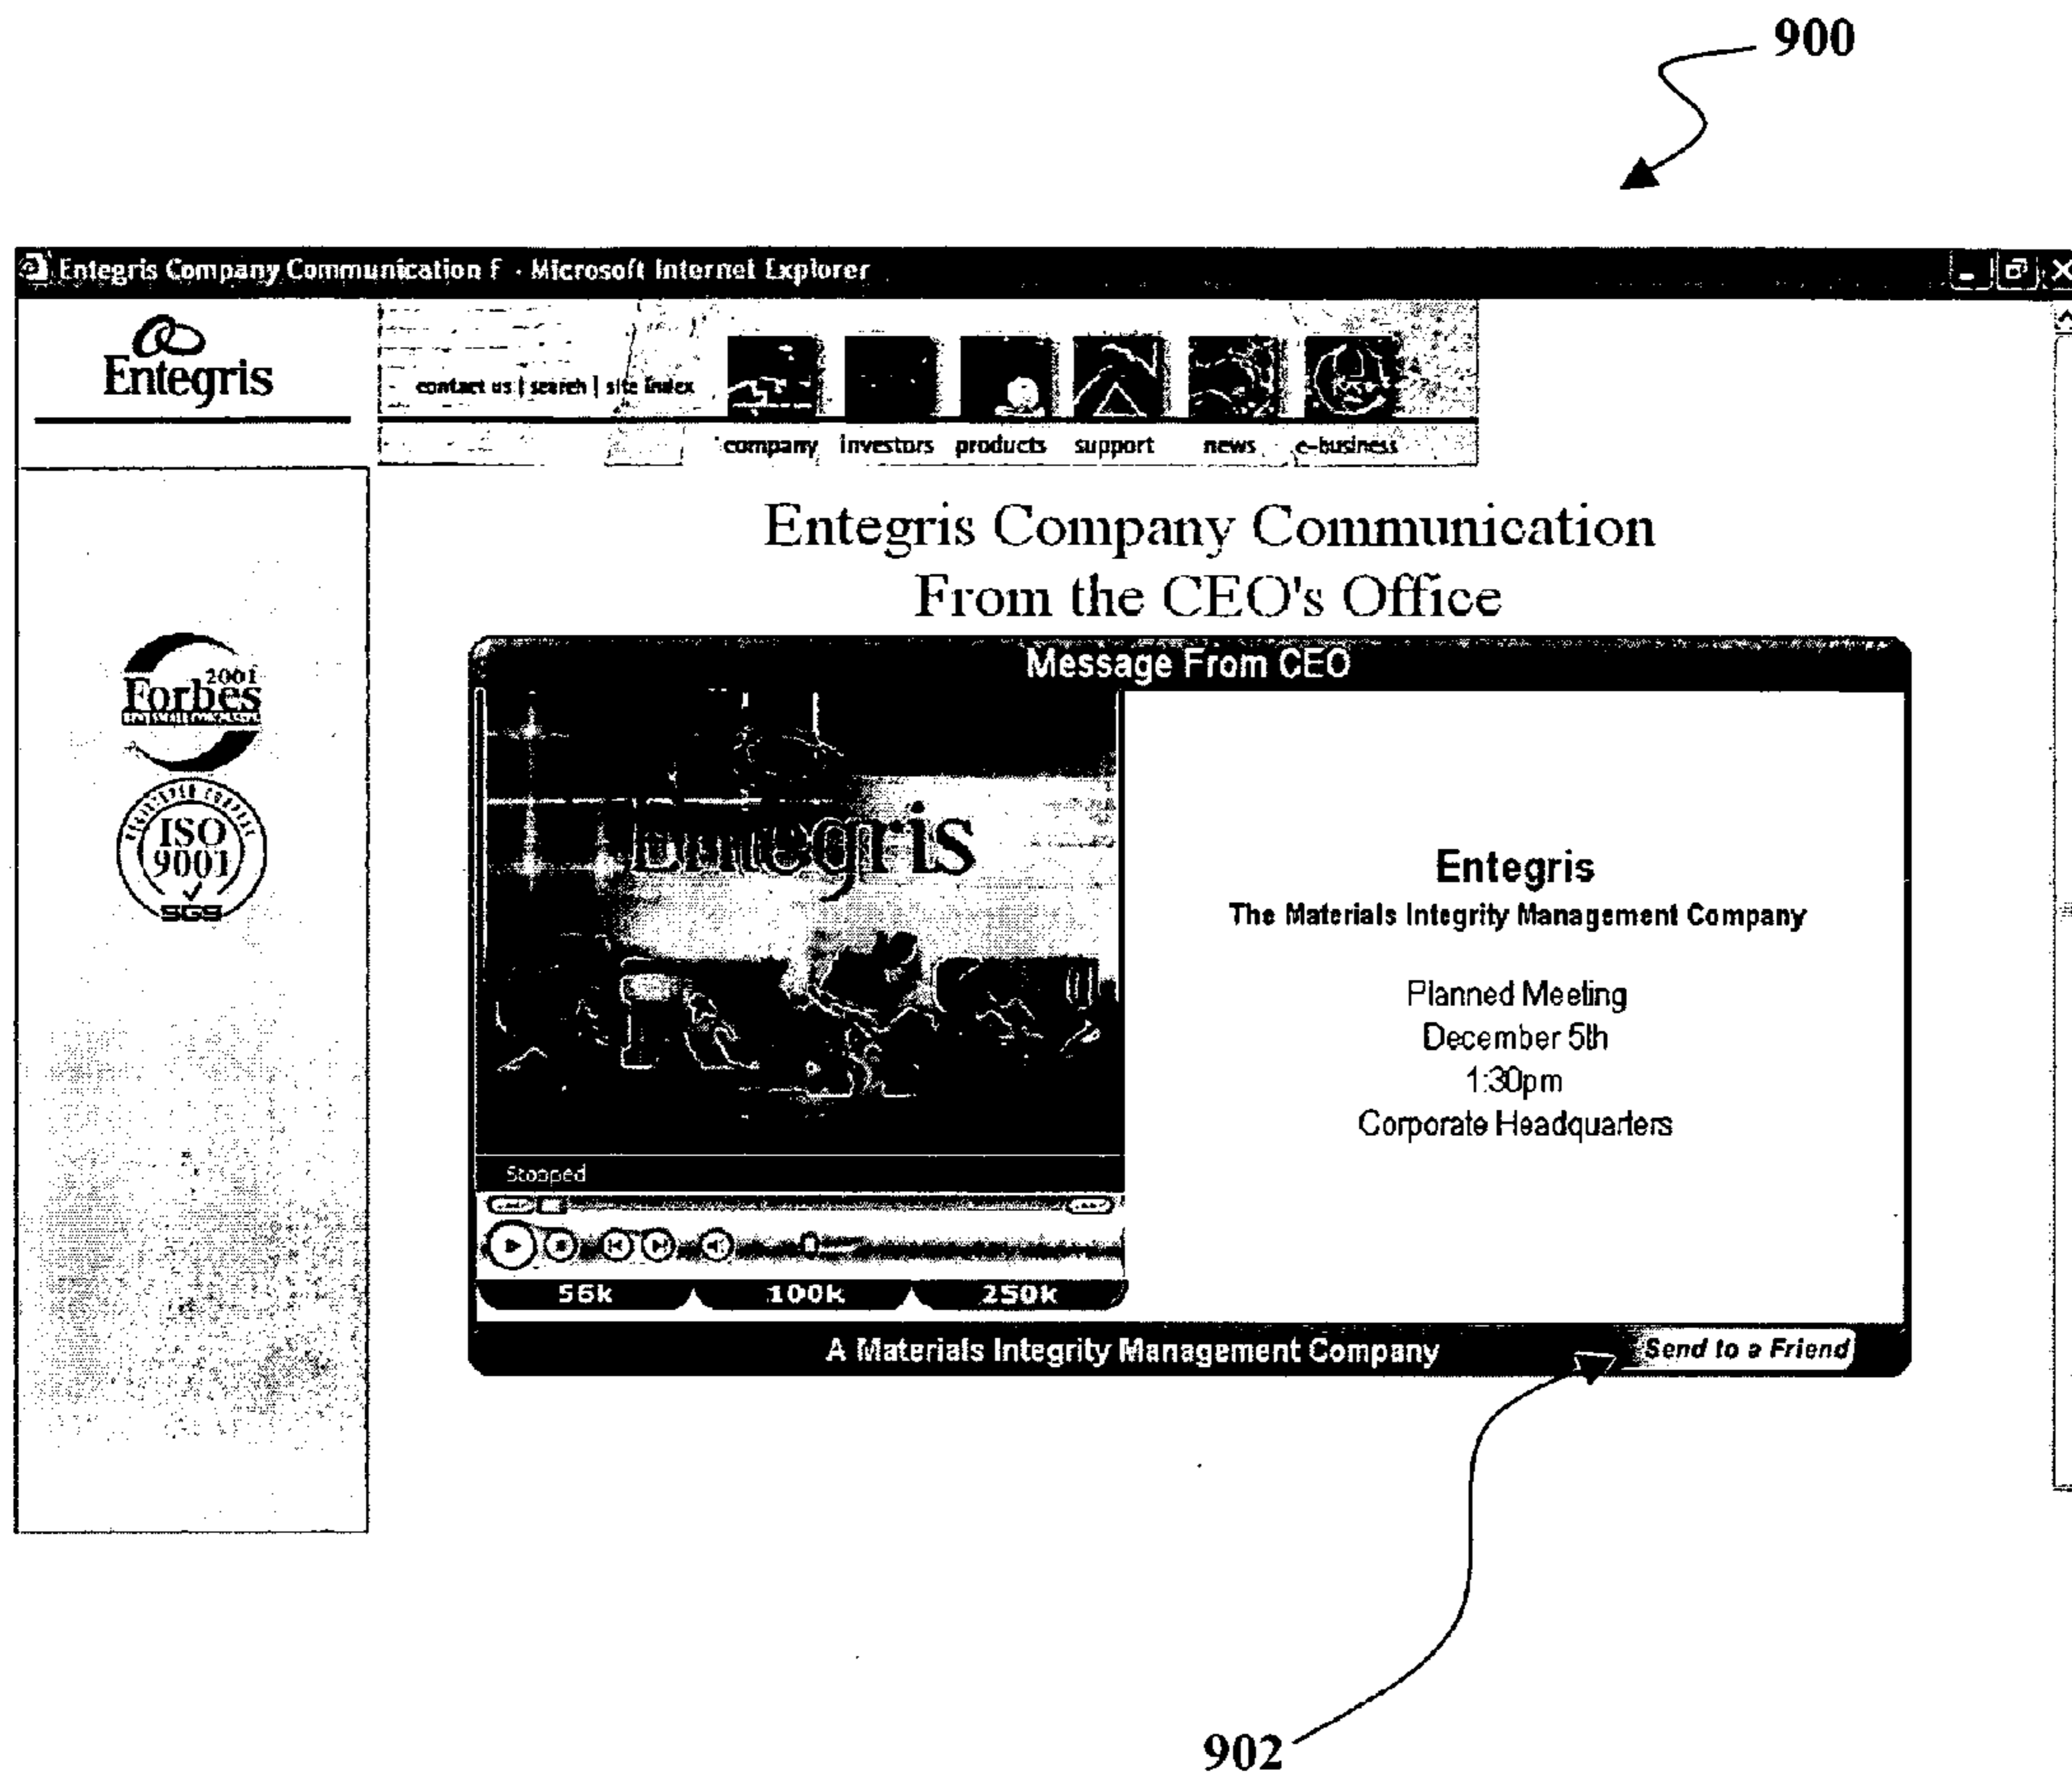 900
Entegris Company Communication F - Microsoft Internet Explorer
Entegris
contact us | search | site index
company investors products support news e-business
Entegris Company Communication
From the CEO's Office
2001
Forbes
ISO
9001
SGS
Message From CEO
Entegris
Stopped
56k 100k 250k
Entegris
The Materials Integrity Management Company
Planned Meeting
December 5th
1:30pm
Corporate Headquarters
A Materials Integrity Management Company
Send to a Friend
902